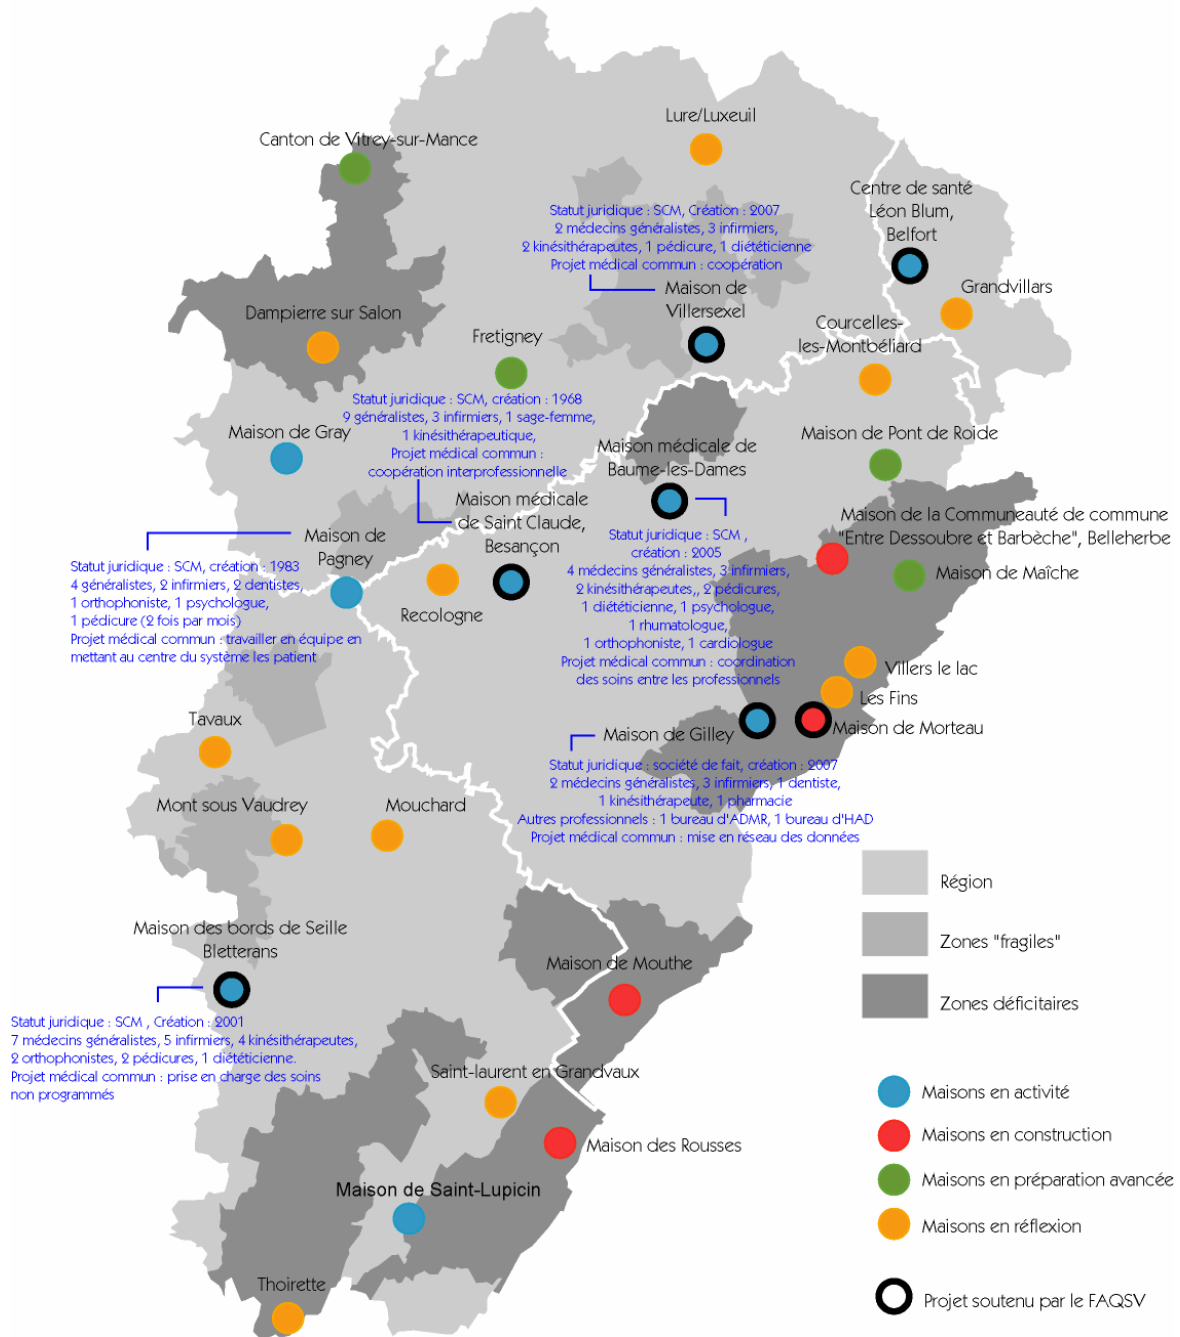 Lure/Luxeuil
Canton de Vitrey-sur-Mance
Centre de santé
Léon Blum,
Belfort
Statut juridique : SCM, Création : 2007
2 médecins généralistes, 3 infirmiers,
2 kinésithérapeutes, 1 pédicure, 1 diététicienne
Projet médical commun : coopération
Maison de
Villersexel
Grandvillars
Dampierre sur Salon
Fretigney
Courcelles-
les-Montbéliard
Statut juridique : SCM, création : 1968
9 généralistes, 3 infirmiers, 1 sage-femme,
1 kinésithérapeutique,
Projet médical commun :
coopération interprofessionnelle
Maison de Gray
Maison médicale de
Baume-les-Dames
Maison de Pont de Roide
Maison médicale
de Saint Claude,
Besançon
Maison de la Communeauté de commune
"Entre Dessoubre et Barbèche", Belleherbe
Maison de
Pagney
Statut juridique : SCM, création : 1983
4 généralistes, 2 infirmiers, 2 dentistes,
1 orthophoniste, 1 psychologue,
1 pédicure (2 fois par mois)
Projet médical commun : travailler en équipe en
mettant au centre du système les patient
Recologne
Statut juridique : SCM ,
création : 2005
4 médecins généralistes, 3 infirmiers,
2 kinésithérapeutes,, 2 pédicures,
1 diététicienne, 1 psychologue,
1 rhumatologue,
1 orthophoniste, 1 cardiologue
Projet médical commun : coordination
des soins entre les professionnels
Maison de Maîche
Villers le lac
Les Fins
Maison de Morteau
Tavaux
Maison de Gilley
Statut juridique : société de fait, création : 2007
2 médecins généralistes, 3 infirmiers, 1 dentiste,
1 kinésithérapeute, 1 pharmacie
Autres professionnels : 1 bureau d'ADMR, 1 bureau d'HAD
Projet médical commun : mise en réseau des données
Mont sous Vaudrey
Mouchard
Région
Zones "fragiles"
Zones déficitaires
Maison des bords de Seille
Bletterans
Maison de Mouthe
Statut juridique : SCM , Création : 2001
7 médecins généralistes, 5 infirmiers, 4 kinésithérapeutes,
2 orthophonistes, 2 pédicures, 1 diététicienne.
Projet médical commun : prise en charge des soins
non programmés
Saint-laurent en Grandvaux
Maison des Rousses
Maison de Saint-Lupicin
Thoirette
Maisons en activité
Maisons en construction
Maisons en préparation avancée
Maisons en réflexion
Projet soutenu par le FAQSV